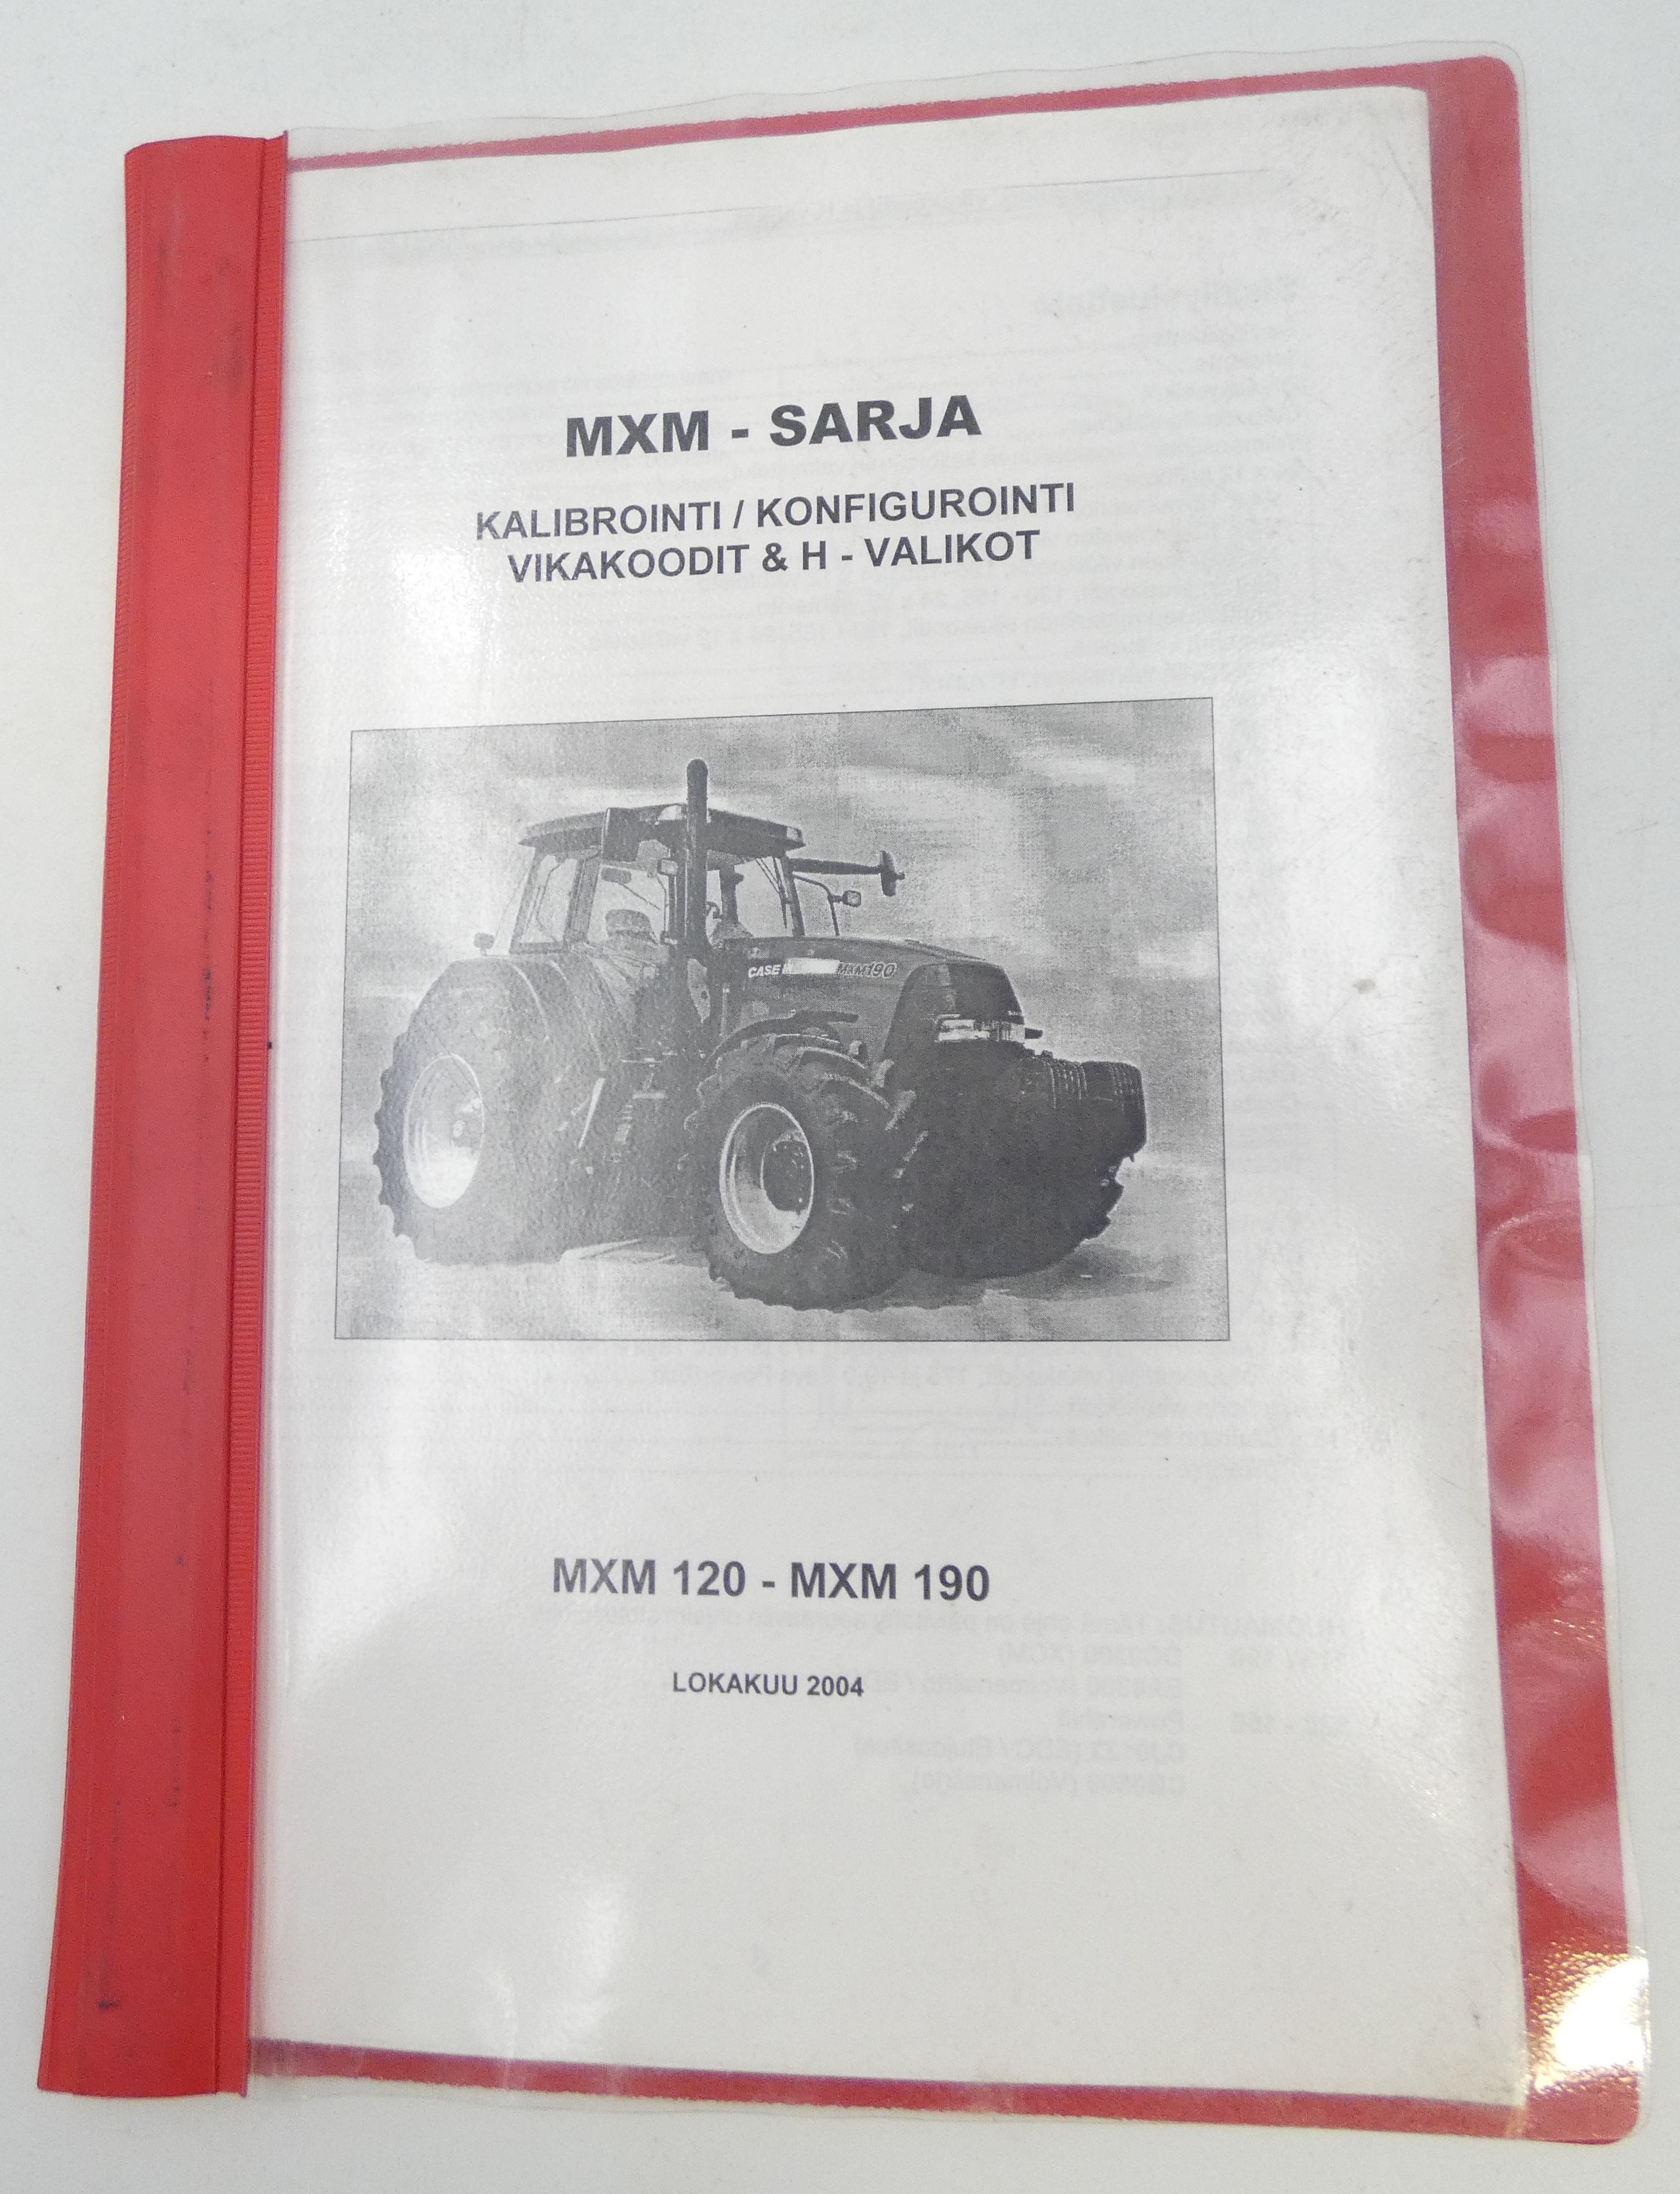 MXM - SARJA
KALIBROINTI / KONFIGUROINTI
VIKAKOODIT & H - VALIKOT
CASE
MXM190
MXM 120 - MXM 190
LOKAKUU 2004